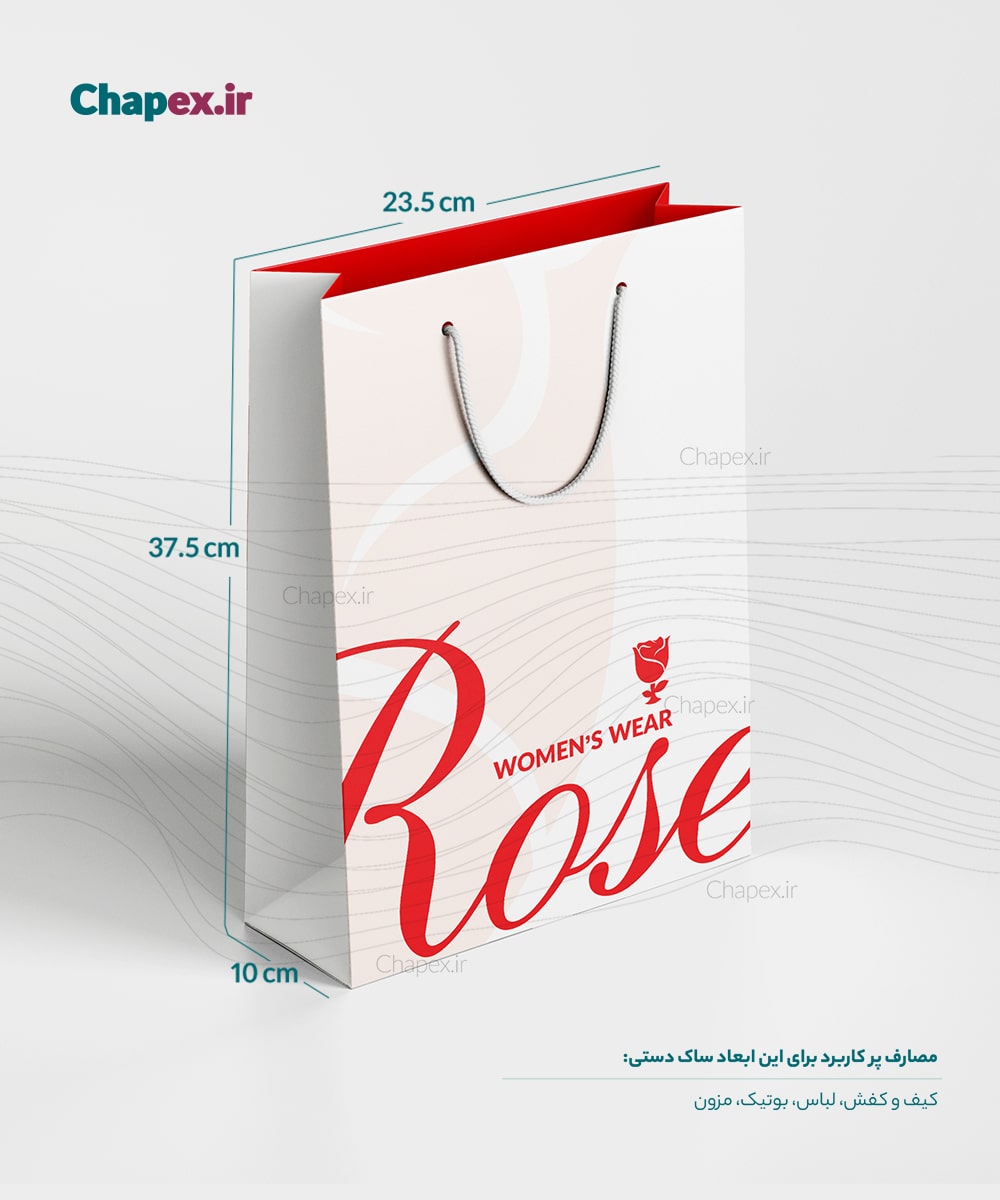 Chapex.ir
23.5 cm
Chapex.ir
37.5 cm
Chapex.ir
Chapex.ir
WOMEN'S WEAR
Rose
Chapex.ir
Chapex.ir
10 cm
مصارف پر کاربرد برای این ابعاد ساک دستی:
کیف و کفش، لباس، بوتیک، مزون